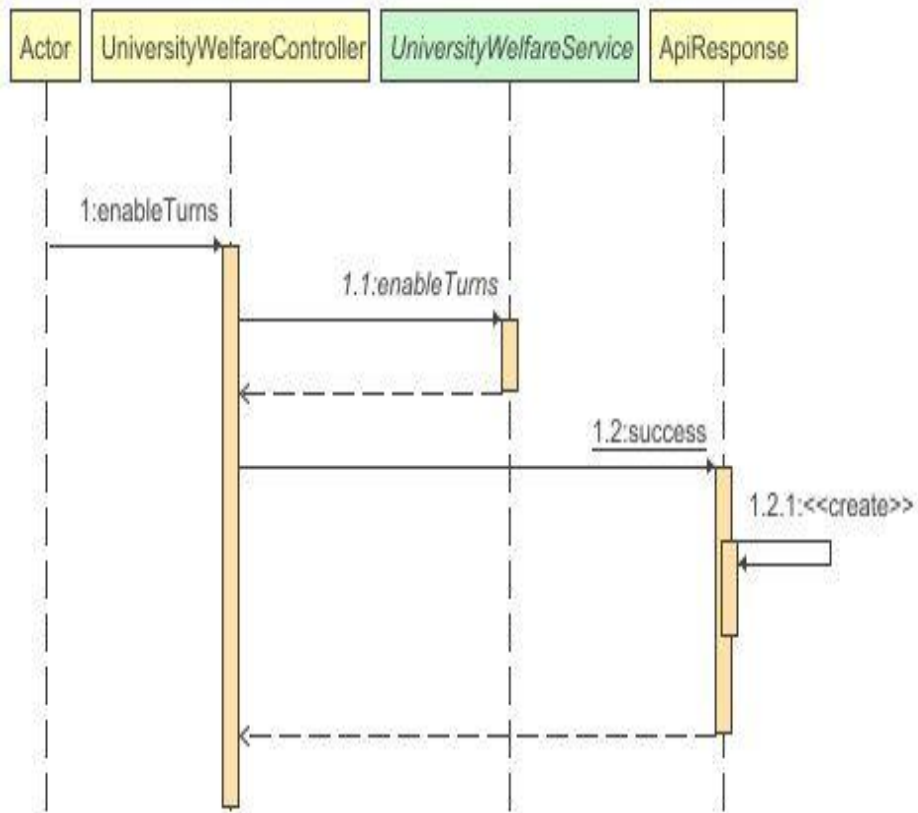 Actor
UniversityWelfareController
UniversityWelfareService
ApiResponse
1:enableTurns
1.1:enableTurns
1.2:success
1.2.1:<<create>>